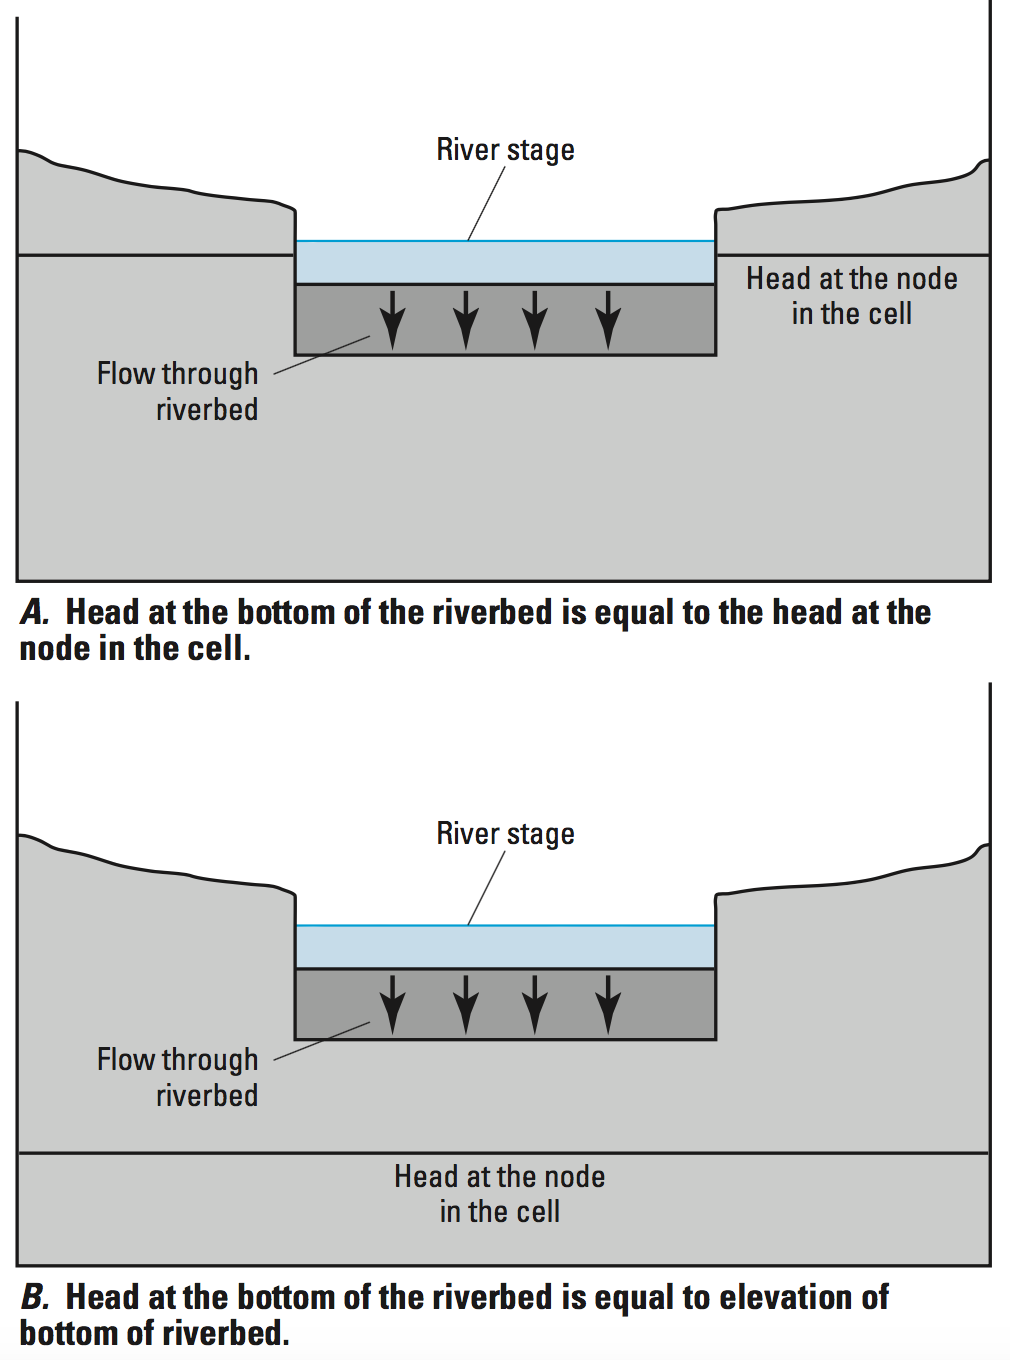 River stage
Head at the node
in the cell
Flow through
riverbed
A. Head at the bottom of the riverbed is equal to the head at the
node in the cell.
River stage
Flow through
riverbed
Head at the node
in the cell
B. Head at the bottom of the riverbed is equal to elevation of
bottom of riverbed.